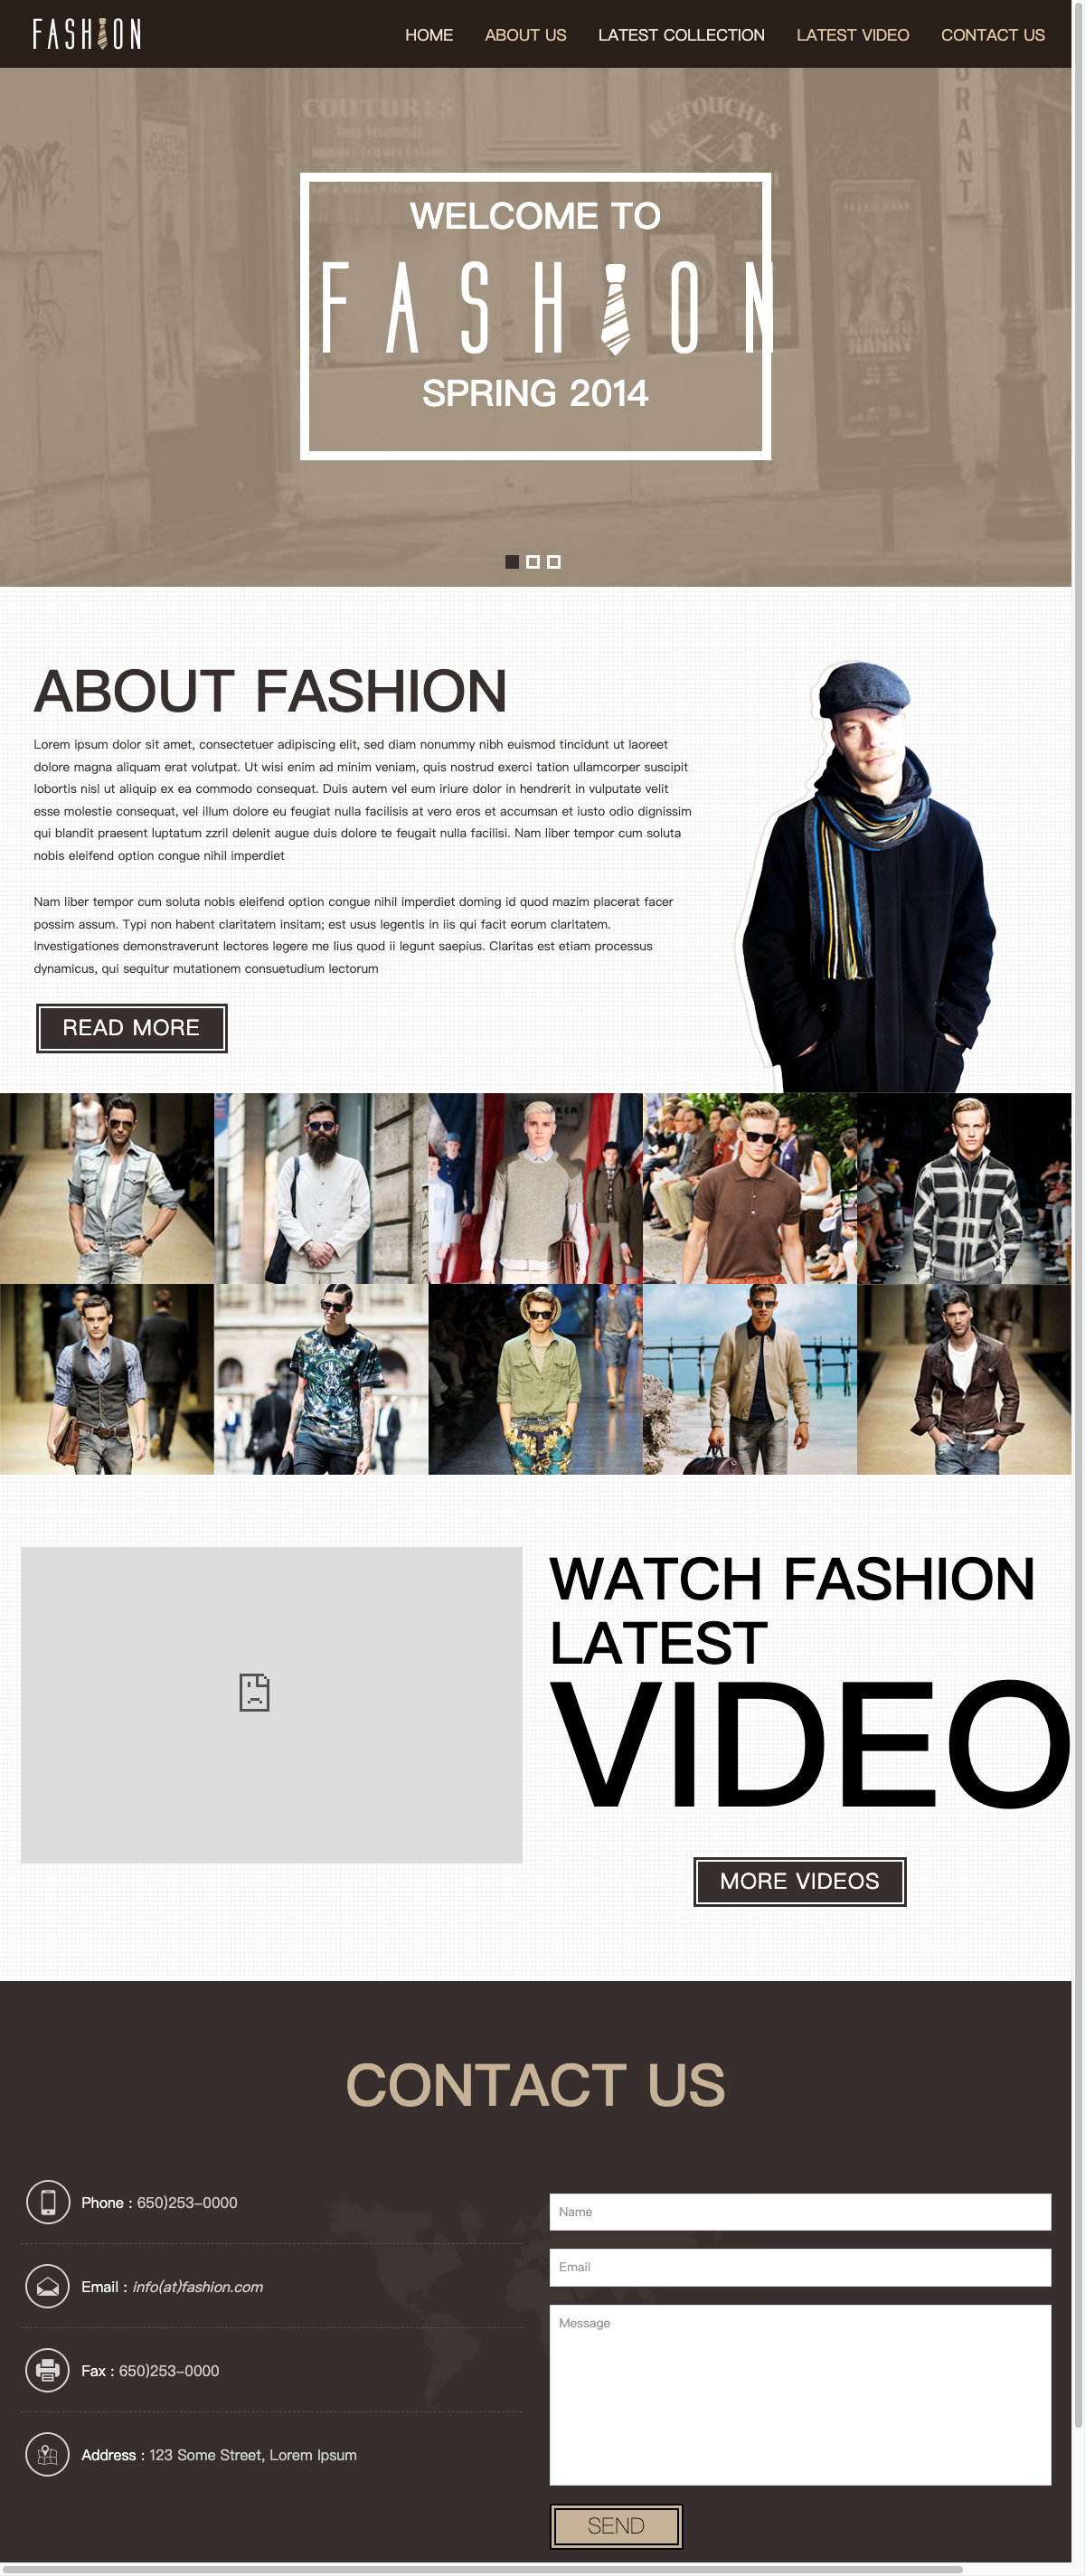 FASHION
HOME ABOUT US LATEST COLLECTION LATEST VIDEO CONTACT US
COUTURES
RETOUCHES
WELCOME TO
FASHION
SPRING 2014
ABOUT FASHION
Lorem ipsum dolor sit amet, consectetuer adipiscing elit, sed diam nonummy nibh euismod tincidunt ut laoreet
dolore magna aliquam erat volutpat. Ut wisi enim ad minim veniam, quis nostrud exerci tation ullamcorper suscipit
lobortis nisl ut aliquip ex ea commodo consequat. Duis autem vel eum iriure dolor in hendrerit in vulputate velit
esse molestie consequat, vel illum dolore eu feugiat nulla facilisis at vero eros et accumsan et iusto odio dignissim
qui blandit praesent luptatum zzril delenit augue duis dolore te feugait nulla facilisi. Nam liber tempor cum soluta
nobis eleifend option congue nihil imperdiet
Nam liber tempor cum soluta nobis eleifend option congue nihil imperdiet doming id quod mazim placerat facer
possim assum. Typi non habent claritatem insitam; est usus legentis in iis qui facit eorum claritatem.
Investigationes demonstraverunt lectores legere me lius quod ii legunt saepius. Claritas est etiam processus
dynamicus, qui sequitur mutationem consuetudium lectorum
READ MORE
WATCH FASHION
LATEST
VIDEO
MORE VIDEOS
CONTACT US
Phone : 650)253-0000
Email : info(at)fashion.com
Fax : 650)253-0000
Address : 123 Some Street, Lorem Ipsum
Name
Email
Message
SEND